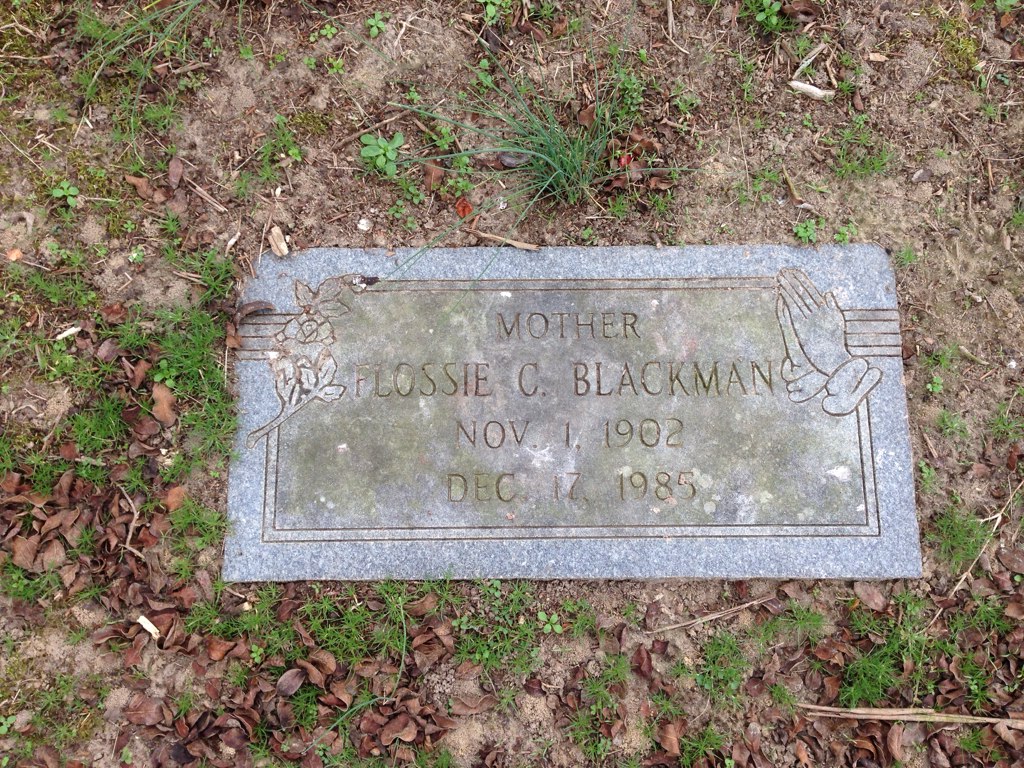 MOTHER
FLOSSIE C. BLACKMAN
NOV. 1, 1902
DEC. 17, 1985